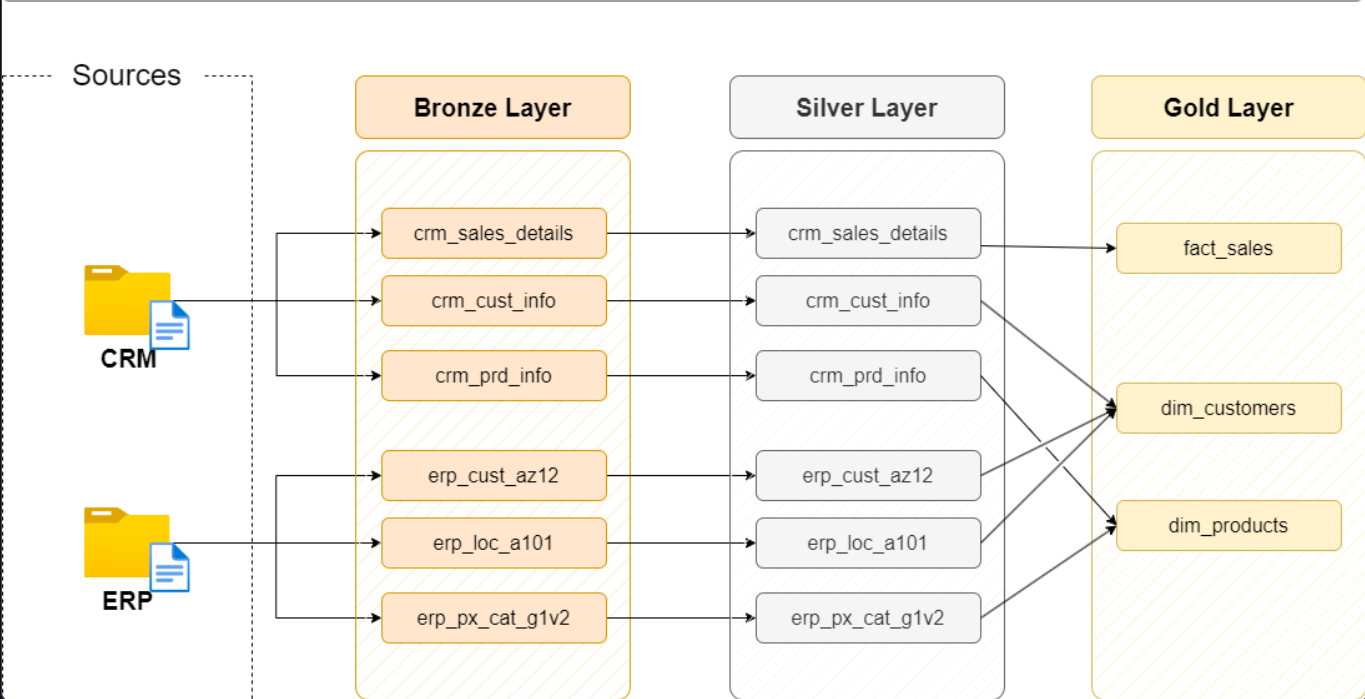 Sources
Bronze Layer
Silver Layer
Gold Layer
crm_sales_details
crm_sales_details
fact_sales
crm_cust_info
crm_cust_info
CRM
crm_prd_info
crm_prd_info
dim_customers
erp_cust_az12
erp_cust_az12
dim_products
erp_loc_a101
erp_loc_a101
ERP
erp_px_cat_g1v2
erp_px_cat_g1v2